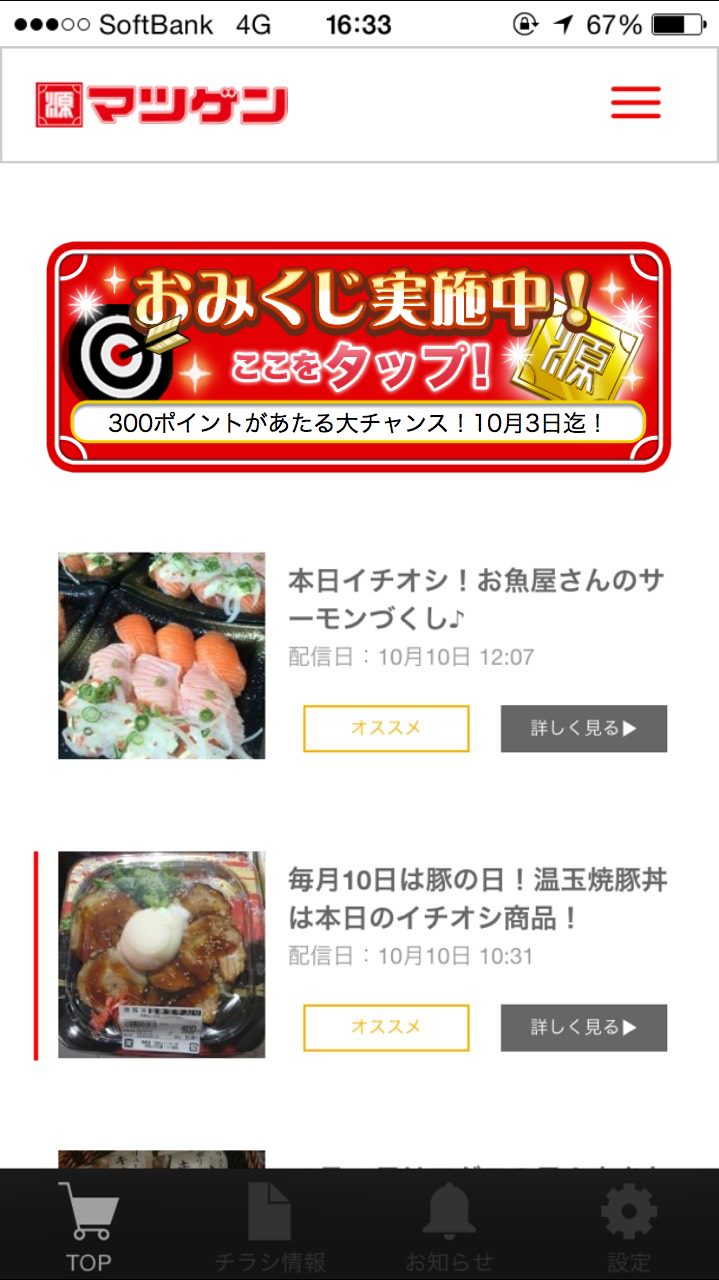 SoftBank 4G 16:33 67%
源 マツゲン
おみくじ実施中！
ここをタップ！
源
300ポイントがあたる大チャンス！10月3日迄！
本日イチオシ！お魚屋さんのサ
ーモンづくし♪
配信日：10月10日 12:07
オススメ 詳しく見る▶
毎月10日は豚の日！温玉焼豚丼
は本日のイチオシ商品！
配信日：10月10日 10:31
オススメ 詳しく見る▶
TOP チラシ情報 お知らせ 設定